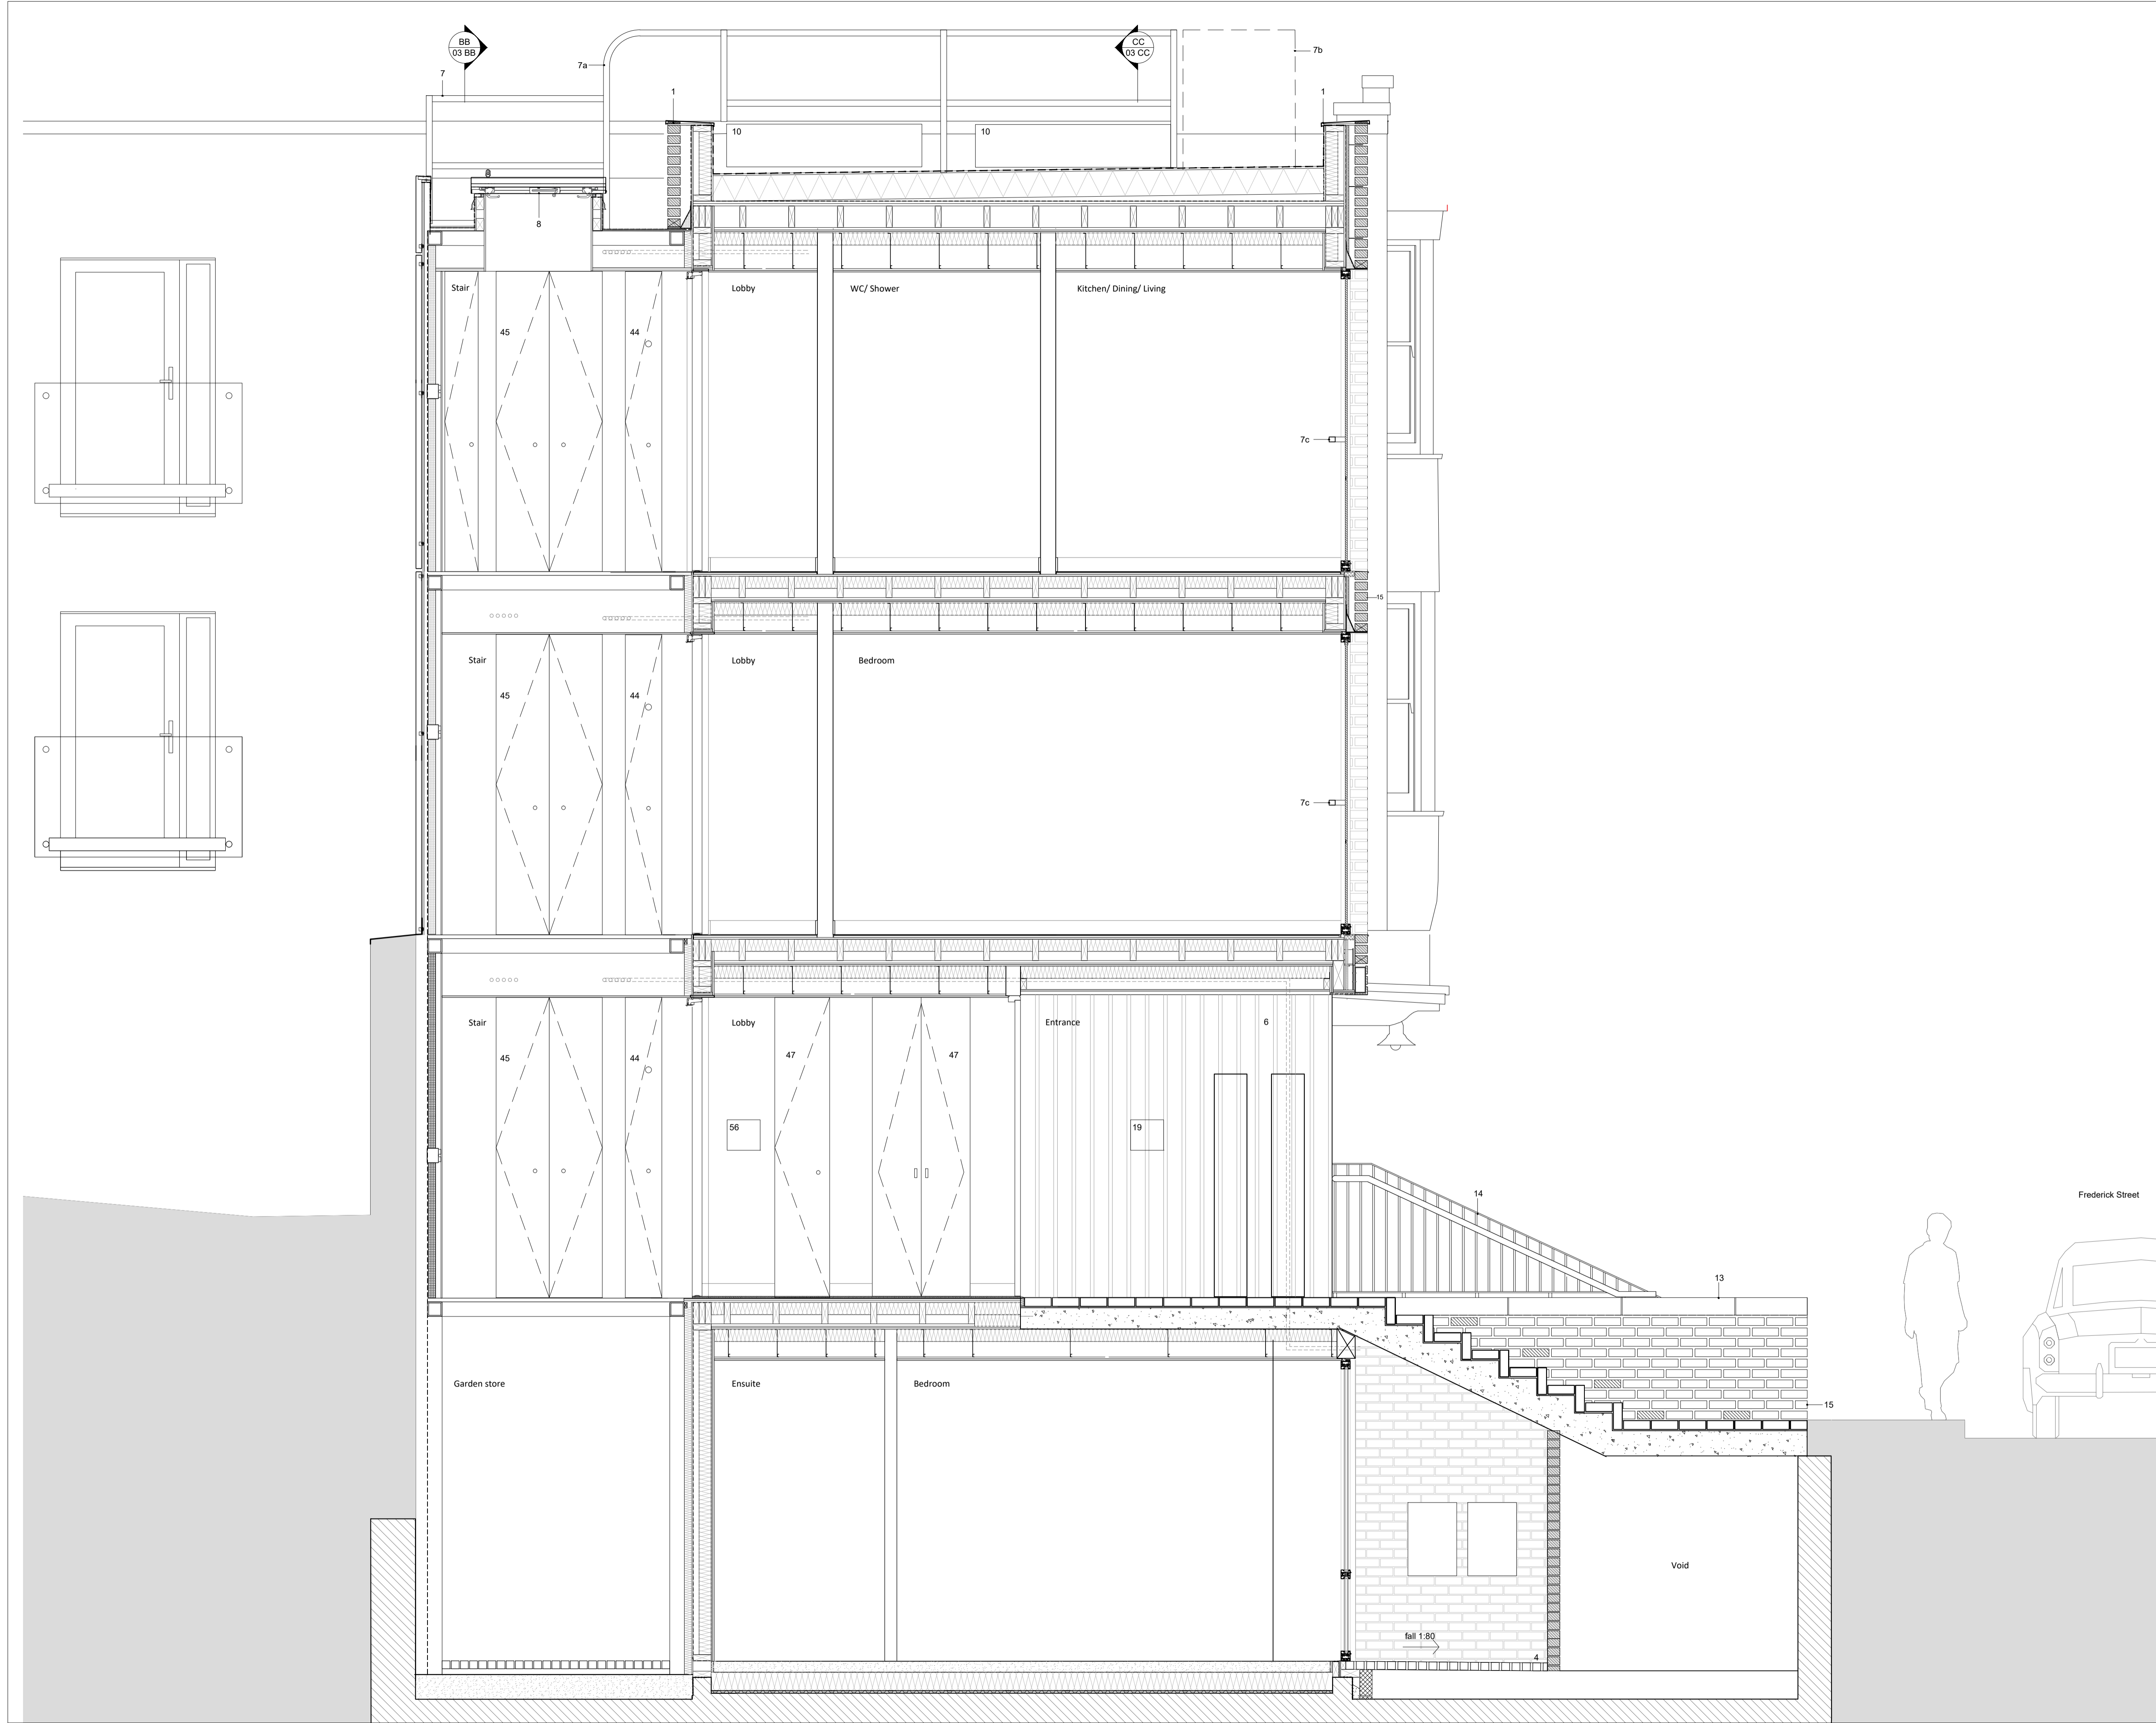 BB
03 BB
CC
03 CC
7b
7a
7
1
1
10
10
8
Stair
Lobby
WC/ Shower
Kitchen/ Dining/ Living
45
44
7c
15
Stair
Lobby
Bedroom
45
44
7c
Stair
Lobby
Entrance
6
45
44
47
47
56
19
14
Frederick Street
13
Garden store
Ensuite
Bedroom
15
Void
fall 1:80
4